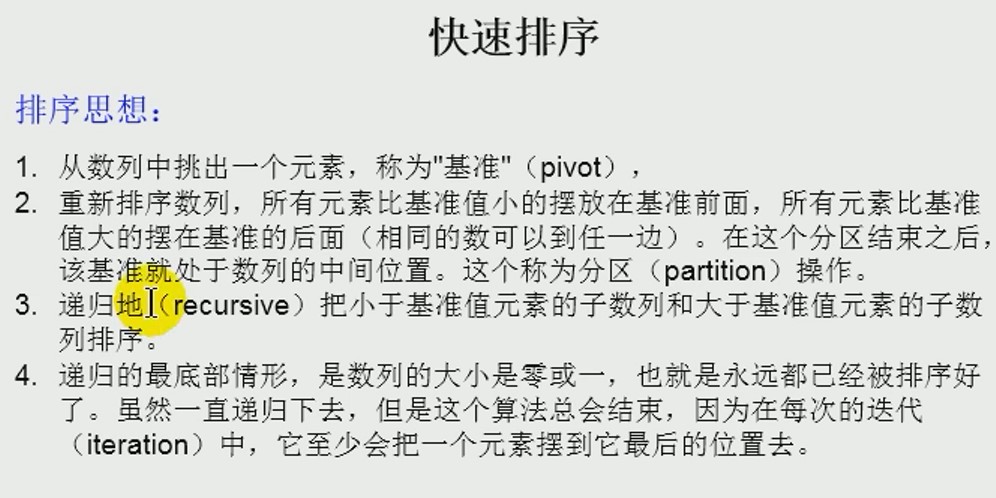 快速排序
排序思想：
1. 从数列中挑出一个元素，称为"基准"（pivot），
2. 重新排序数列，所有元素比基准值小的摆放在基准前面，所有元素比基准
值大的摆在基准的后面（相同的数可以到任一边）。在这个分区结束之后，
该基准就处于数列的中间位置。这个称为分区（partition）操作。
3. 递归地（recursive）把小于基准值元素的子数列和大于基准值元素的子数
列排序。
4. 递归的最底部情形，是数列的大小是零或一，也就是永远都已经被排序好
了。虽然一直递归下去，但是这个算法总会结束，因为在每次的迭代
（iteration）中，它至少会把一个元素摆到它最后的位置去。